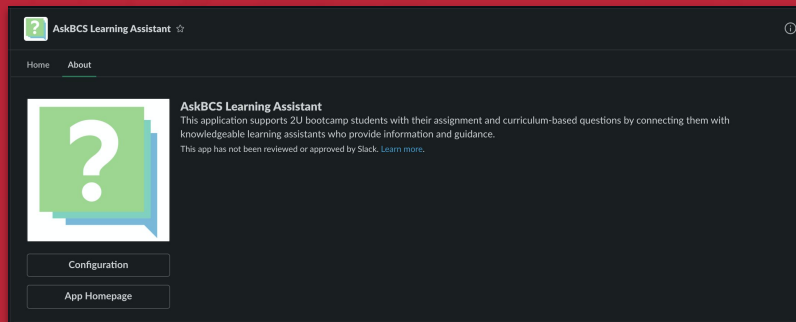 AskBCS Learning Assistant
Home About
AskBCS Learning Assistant
This application supports 2U bootcamp students with their assignment and curriculum-based questions by connecting them with
knowledgeable learning assistants who provide information and guidance.
This app has not been reviewed or approved by Slack. Learn more.
?
Configuration
App Homepage